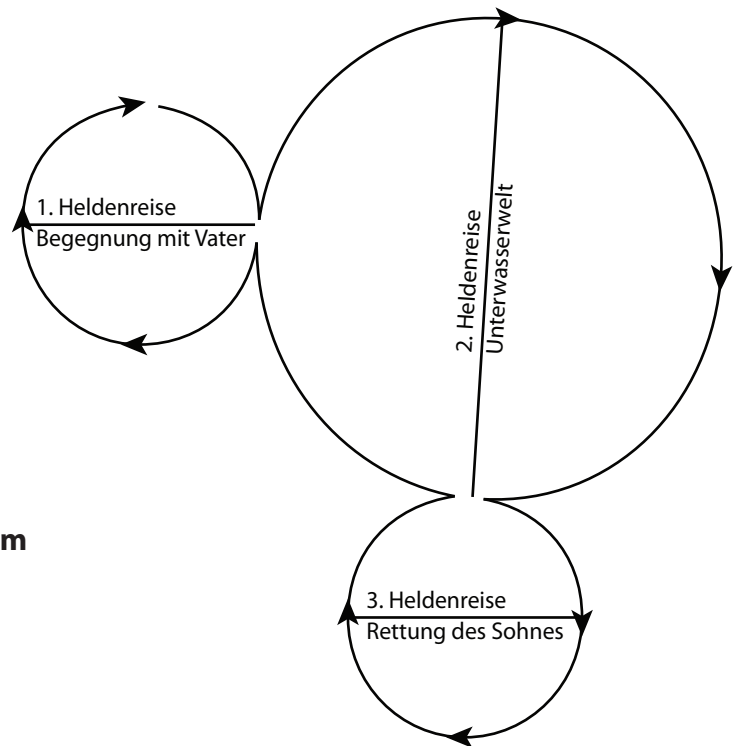 1. Heldenreise
Begegnung mit Vater
2. Heldenreise
Unterwasserwelt
m
3. Heldenreise
Rettung des Sohnes